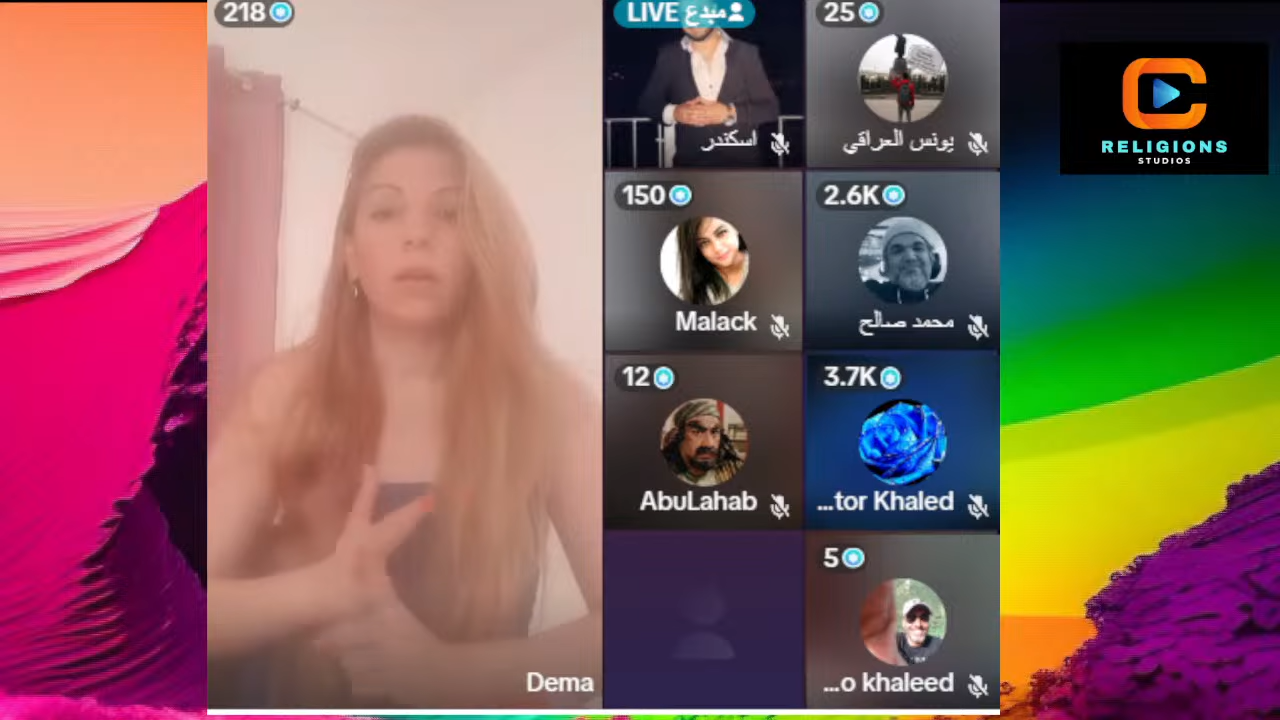 218
LIVE مبدع
25
اسكندر
يونس العراقي
RELIGIONS
STUDIOS
150
2.6K
Malack
محمد صالح
12
3.7K
AbuLahab
...tor Khaled
5
Dema
...o khaleed